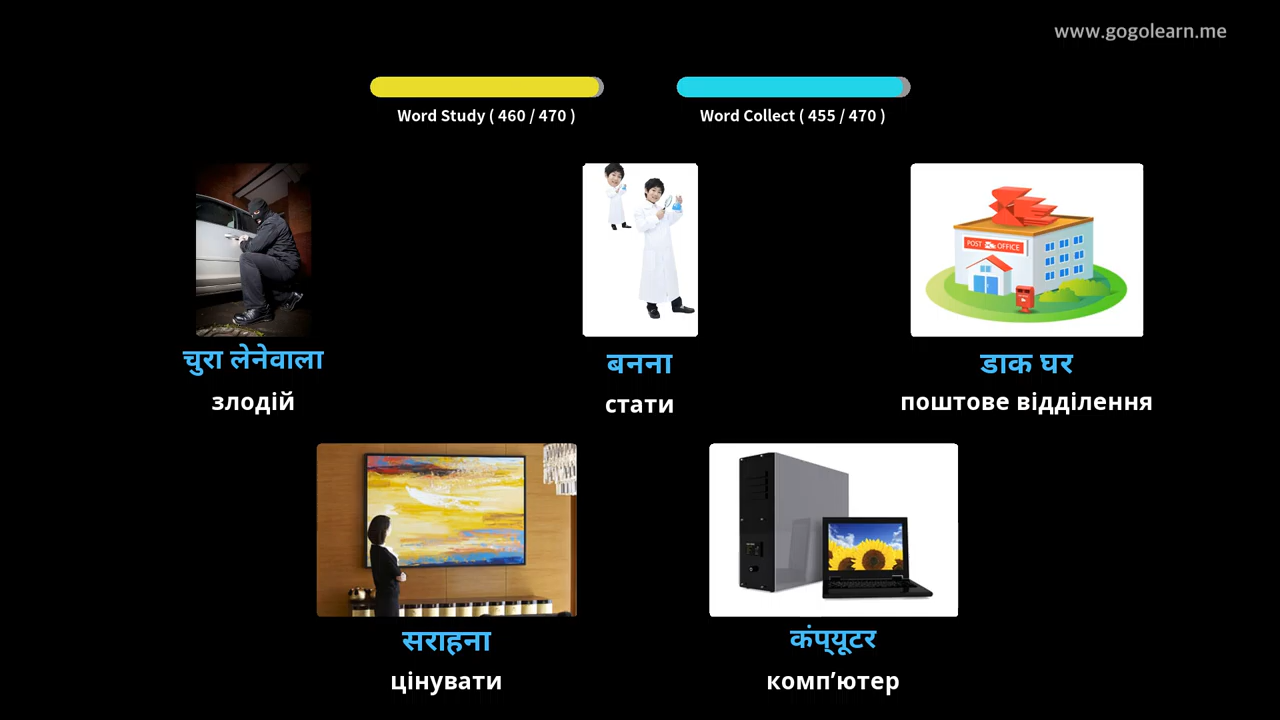 www.gogolearn.me
Word Study ( 460 / 470 )
Word Collect ( 455 / 470 )
POST OFFICE
चुरा लेनेवाला
बनना
डाक घर
злодій
стати
поштове відділення
सराहना
कंप्यूटर
цінувати
комп’ютер